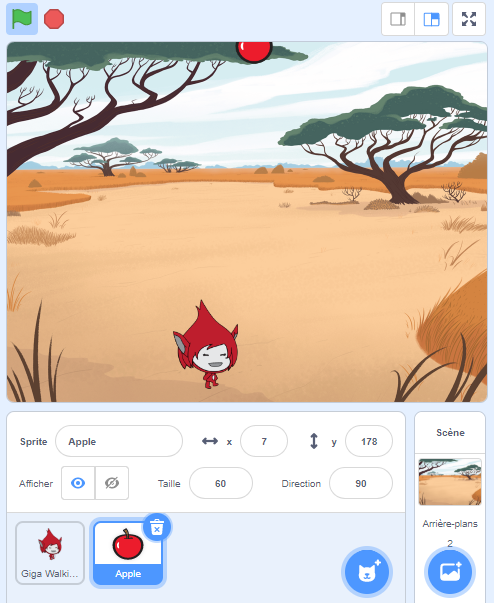 Sprite Apple x 7 y 178
Afficher Taille 60 Direction 90
Scène
Giga Walki... Apple
Arrière-plans
2